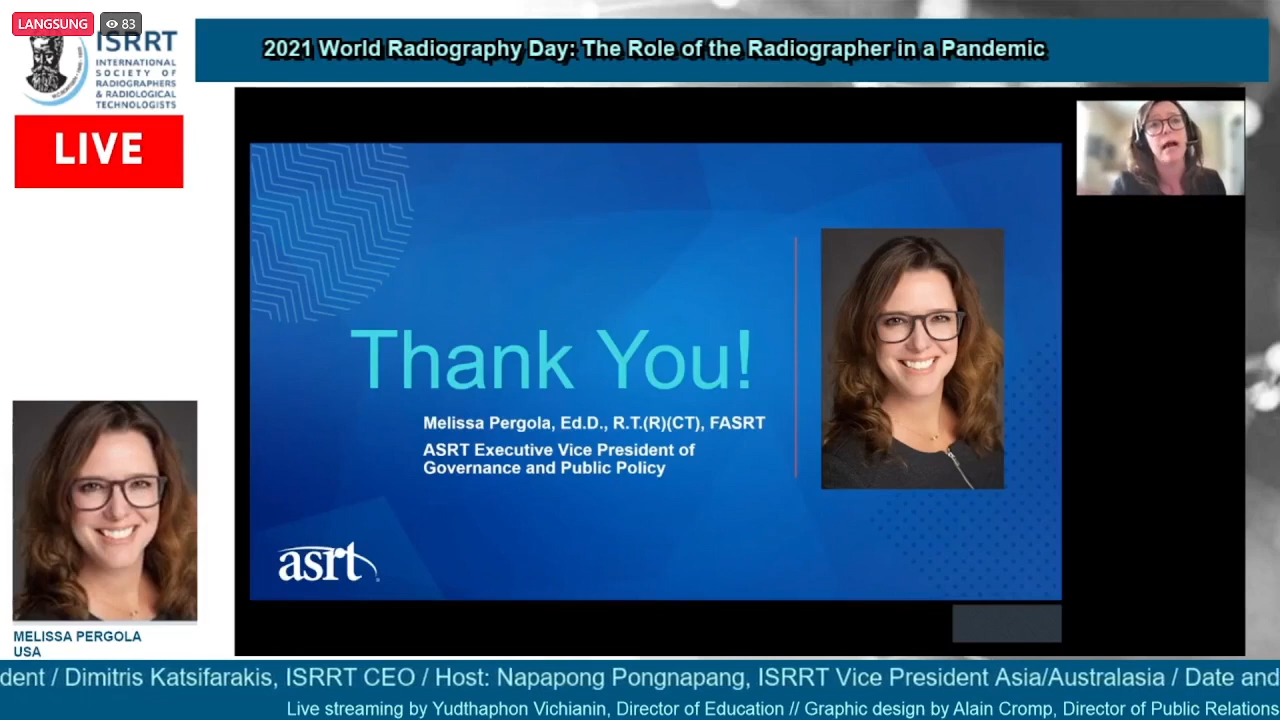 LANGSUNG 83
ISRRT
INTERNATIONAL
SOCIETY OF
RADIOGRAPHERS
& RADIOLOGICAL
TECHNOLOGISTS
2021 World Radiography Day: The Role of the Radiographer in a Pandemic
LIVE
Thank You!
Melissa Pergola, Ed.D., R.T.(R)(CT), FASRT
ASRT Executive Vice President of
Governance and Public Policy
asrt
MELISSA PERGOLA
USA
dent / Dimitris Katsifarakis, ISRRT CEO / Host: Napapong Pongnapang, ISRRT Vice President Asia/Australasia / Date and
Live streaming by Yudthaphon Vichianin, Director of Education // Graphic design by Alain Cromp, Director of Public Relations